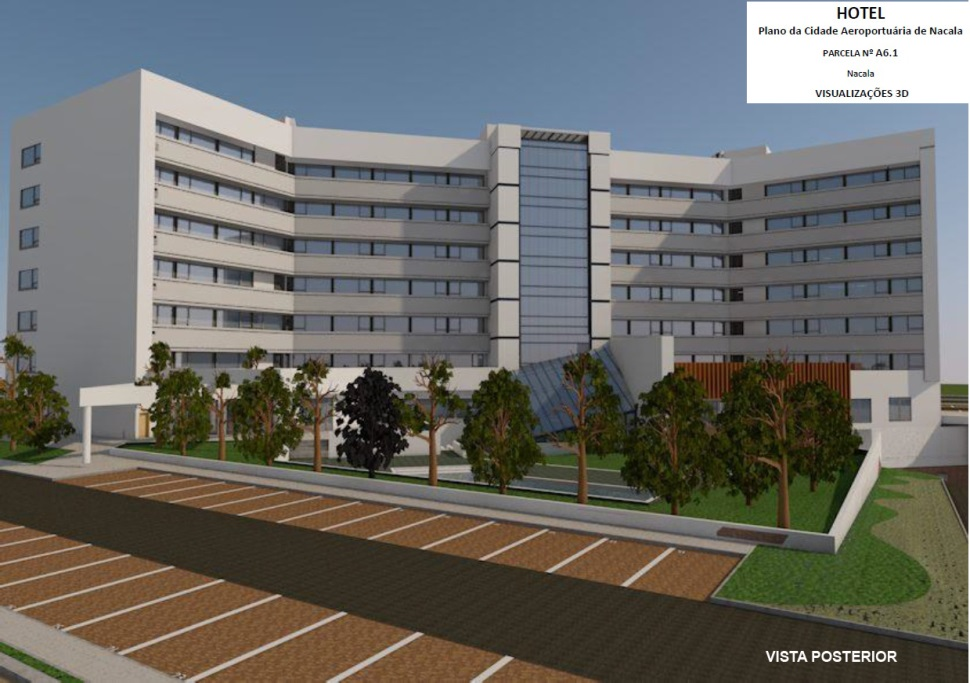 HOTEL
Plano da Cidade Aeroportuária de Nacala
PARCELA Nº A6.1
Nacala
VISUALIZAÇÕES 3D
VISTA POSTERIOR